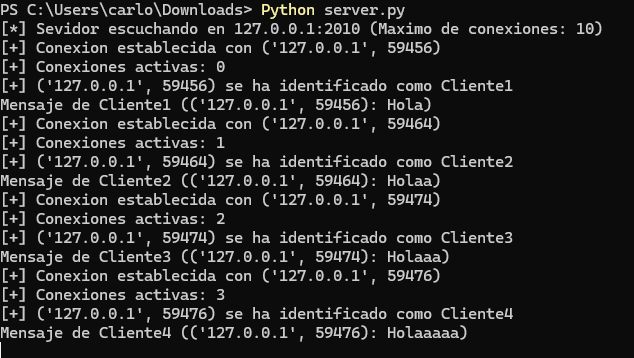 PS C:\Users\carlo\Downloads> Python server.py
[*] Sevidor escuchando en 127.0.0.1:2010 (Maximo de conexiones: 10)
[+] Conexion establecida con ('127.0.0.1', 59456)
[+] Conexiones activas: 0
[+] ('127.0.0.1', 59456) se ha identificado como Cliente1
Mensaje de Cliente1 (('127.0.0.1', 59456): Hola)
[+] Conexion establecida con ('127.0.0.1', 59464)
[+] Conexiones activas: 1
[+] ('127.0.0.1', 59464) se ha identificado como Cliente2
Mensaje de Cliente2 (('127.0.0.1', 59464): Holaa)
[+] Conexion establecida con ('127.0.0.1', 59474)
[+] Conexiones activas: 2
[+] ('127.0.0.1', 59474) se ha identificado como Cliente3
Mensaje de Cliente3 (('127.0.0.1', 59474): Holaaa)
[+] Conexion establecida con ('127.0.0.1', 59476)
[+] Conexiones activas: 3
[+] ('127.0.0.1', 59476) se ha identificado como Cliente4
Mensaje de Cliente4 (('127.0.0.1', 59476): Holaaaaa)